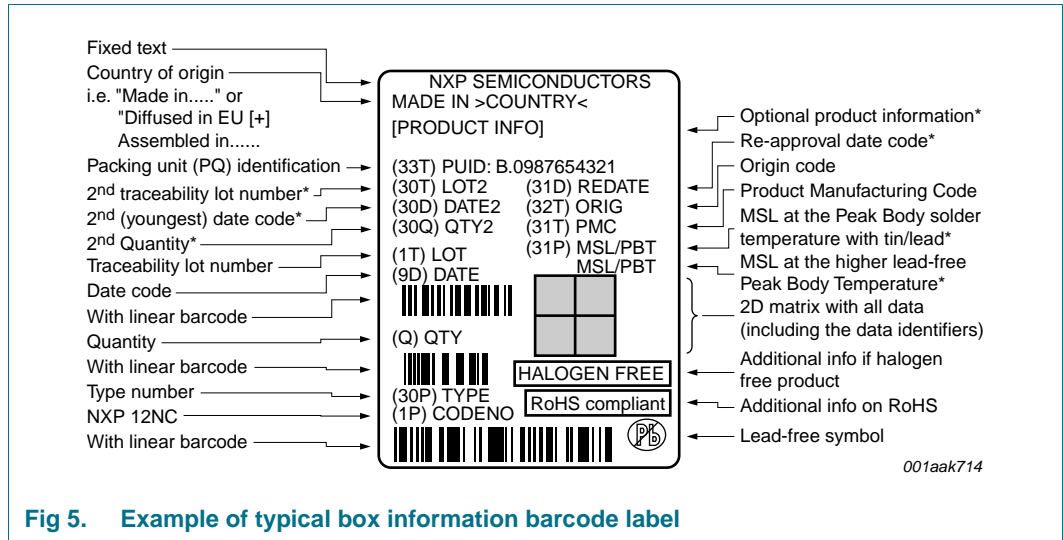 Fixed text
Country of origin
i.e. "Made in....." or
"Diffused in EU [+]
Assembled in......
Packing unit (PQ) identification
2nd traceability lot number*
2nd (youngest) date code*
2nd Quantity*
Traceability lot number
Date code
With linear barcode
Quantity
With linear barcode
Type number
NXP 12NC
With linear barcode
NXP SEMICONDUCTORS
MADE IN >COUNTRY<
[PRODUCT INFO]
(33T) PUID: B.0987654321
(30T) LOT2 (31D) REDATE
(30D) DATE2 (32T) ORIG
(30Q) QTY2 (31T) PMC
(31P) MSL/PBT
(1T) LOT
MSL/PBT
(9D) DATE
(Q) QTY
HALOGEN FREE
(30P) TYPE
RoHS compliant
(1P) CODENO
Pb
Optional product information*
Re-approval date code*
Origin code
Product Manufacturing Code
MSL at the Peak Body solder
temperature with tin/lead*
MSL at the higher lead-free
Peak Body Temperature*
2D matrix with all data
(including the data identifiers)
Additional info if halogen
free product
Additional info on RoHS
Lead-free symbol
001aak714
Fig 5. Example of typical box information barcode label